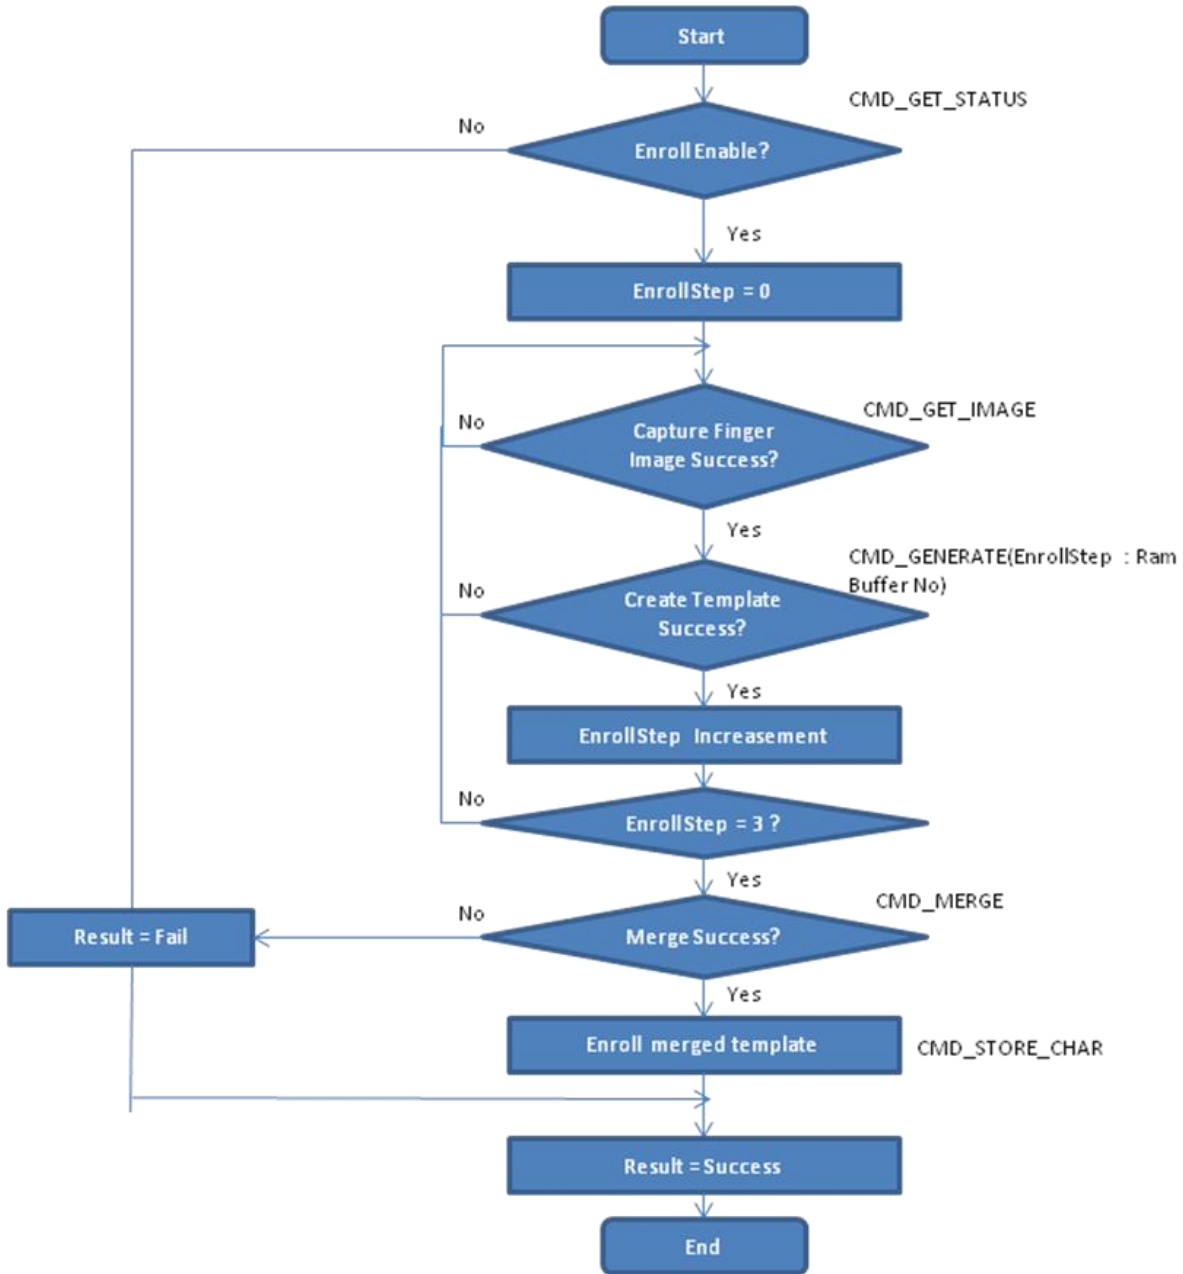 Start
CMD_GET_STATUS
No
Enroll Enable?
Yes
EnrollStep = 0
CMD_GET_IMAGE
No
Capture Finger
Image Success?
Yes
CMD_GENERATE(EnrollStep : Ram
Buffer No)
No
Create Template
Success?
Yes
EnrollStep Increasement
No
EnrollStep = 3 ?
Yes
CMD_MERGE
No
Result = Fail
Merge Success?
Yes
Enroll merged template
CMD_STORE_CHAR
Result = Success
End